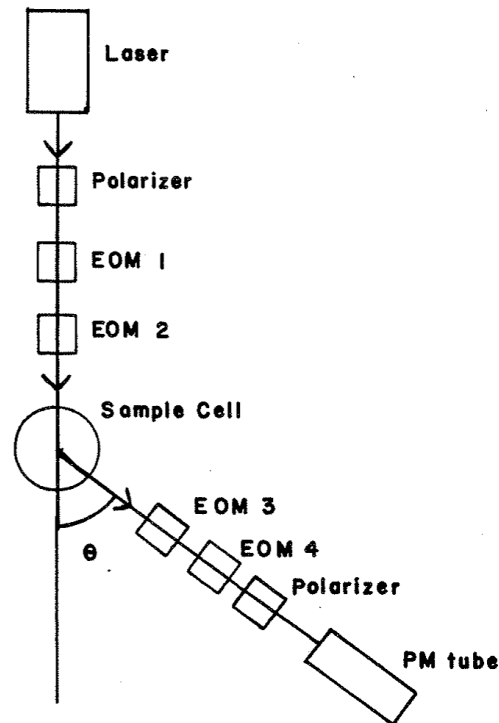 Laser
Polarizer
EOM 1
EOM 2
Sample Cell
EOM 3
θ
EOM 4
Polarizer
PM tube